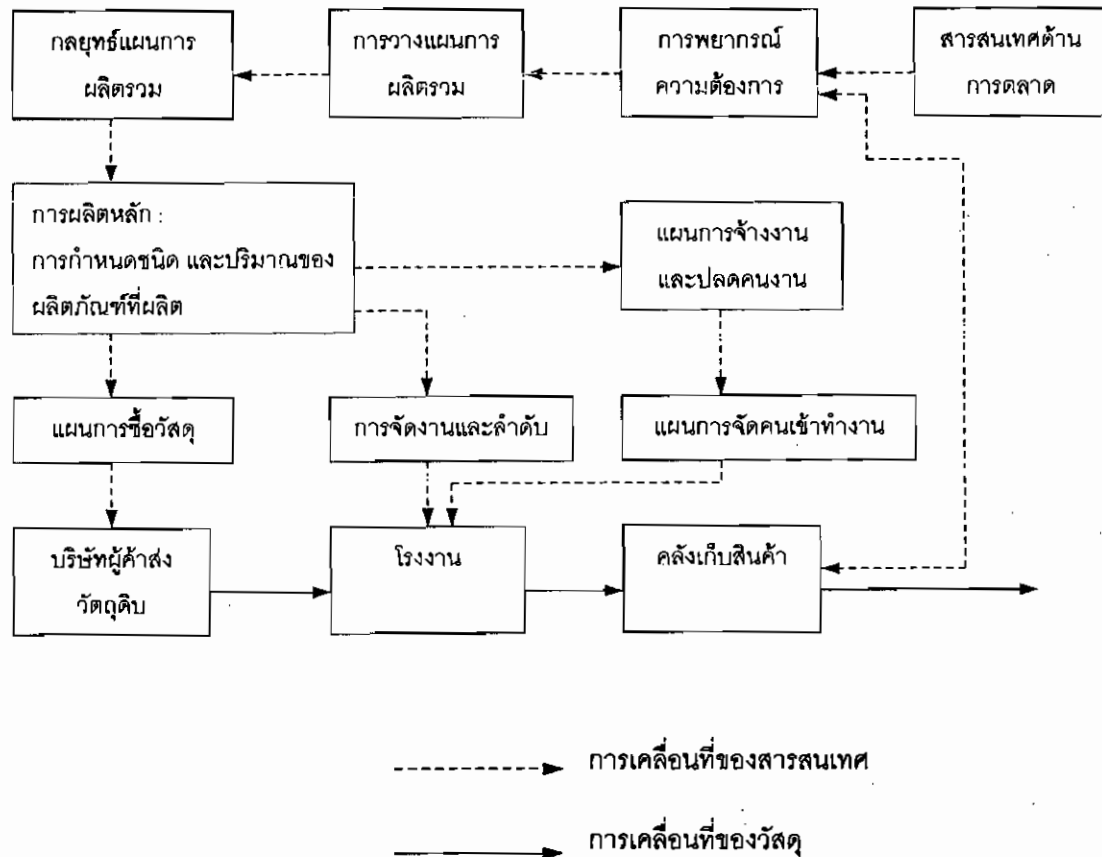 กลยุทธ์แผนการ
ผลิตรวม
การวางแผนการ
ผลิตรวม
การพยากรณ์
ความต้องการ
สารสนเทศด้าน
การตลาด
การผลิตหลัก :
การกำหนดชนิด และปริมาณของ
ผลิตภัณฑ์ที่ผลิต
แผนการจ้างงาน
และปลดคนงาน
แผนการซื้อวัสดุ
การจัดงานและลำดับ
แผนการจัดคนเข้าทำงาน
บริษัทผู้ค้าส่ง
วัตถุดิบ
โรงงาน
คลังเก็บสินค้า
การเคลื่อนที่ของสารสนเทศ
การเคลื่อนที่ของวัสดุ